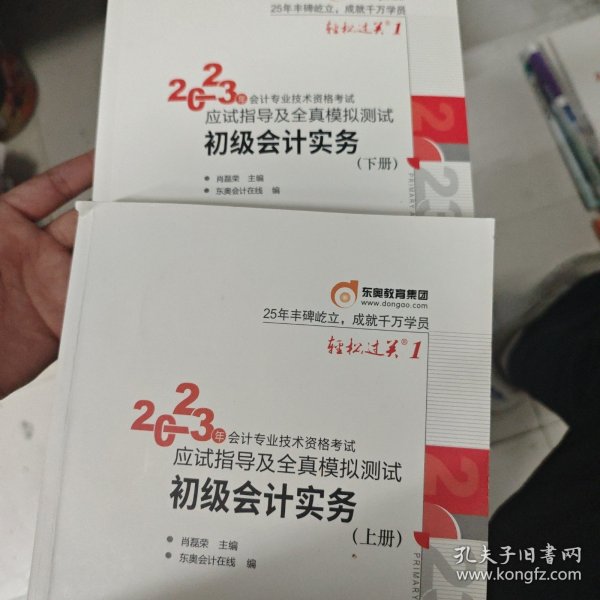 25年丰碑屹立，成就千万学员
轻松过关®1
2023年会计专业技术资格考试
应试指导及全真模拟测试
初级会计实务
（下册）
肖磊荣 主编
东奥会计在线 编
PRIMARY
23
东奥教育集团
www.dongao.com
25年丰碑屹立，成就千万学员
轻松过关®1
2023年会计专业技术资格考试
应试指导及全真模拟测试
初级会计实务
（上册）
肖磊荣 主编
东奥会计在线 编
PRIMARY
2
孔夫子旧书网
www.kongfz.com